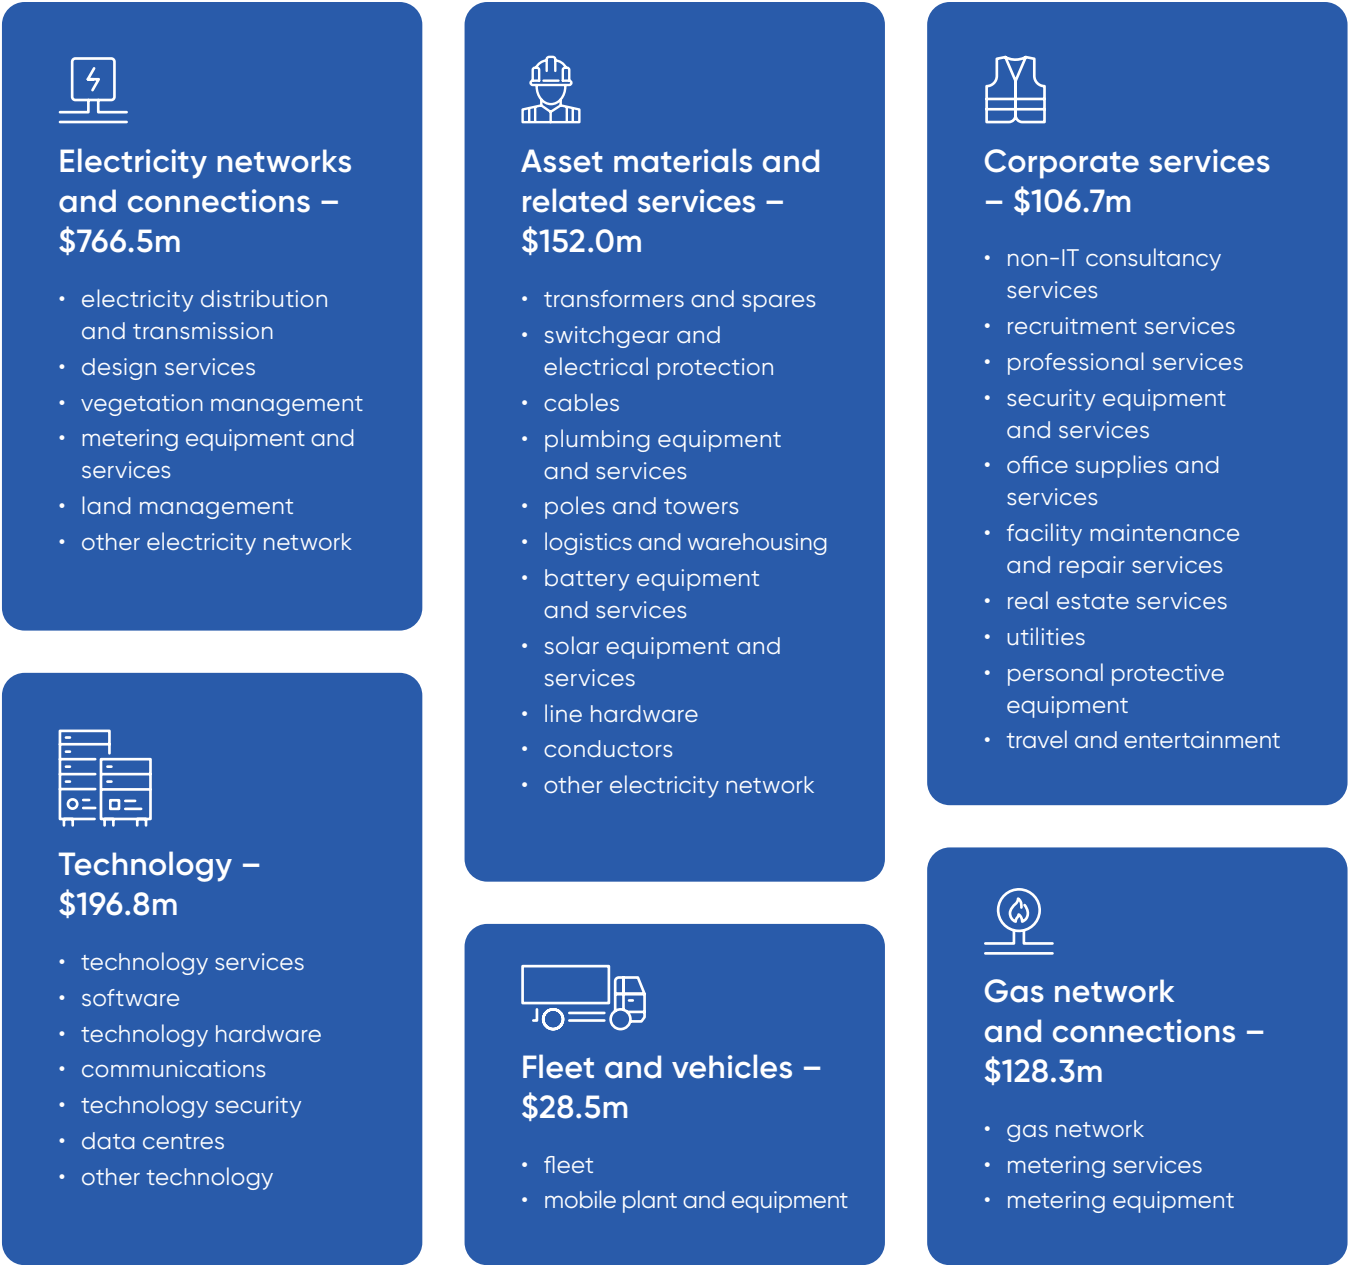 Electricity networks
and connections –
$766.5m
• electricity distribution
and transmission
• design services
• vegetation management
• metering equipment and
services
• land management
• other electricity network
Technology –
$196.8m
• technology services
• software
• technology hardware
• communications
• technology security
• data centres
• other technology
Asset materials and
related services –
$152.0m
• transformers and spares
• switchgear and
electrical protection
• cables
• plumbing equipment
and services
• poles and towers
• logistics and warehousing
• battery equipment
and services
• solar equipment and
services
• line hardware
• conductors
• other electricity network
Fleet and vehicles –
$28.5m
• fleet
• mobile plant and equipment
Corporate services
– $106.7m
• non-IT consultancy
services
• recruitment services
• professional services
• security equipment
and services
• office supplies and
services
• facility maintenance
and repair services
• real estate services
• utilities
• personal protective
equipment
• travel and entertainment
Gas network
and connections –
$128.3m
• gas network
• metering services
• metering equipment